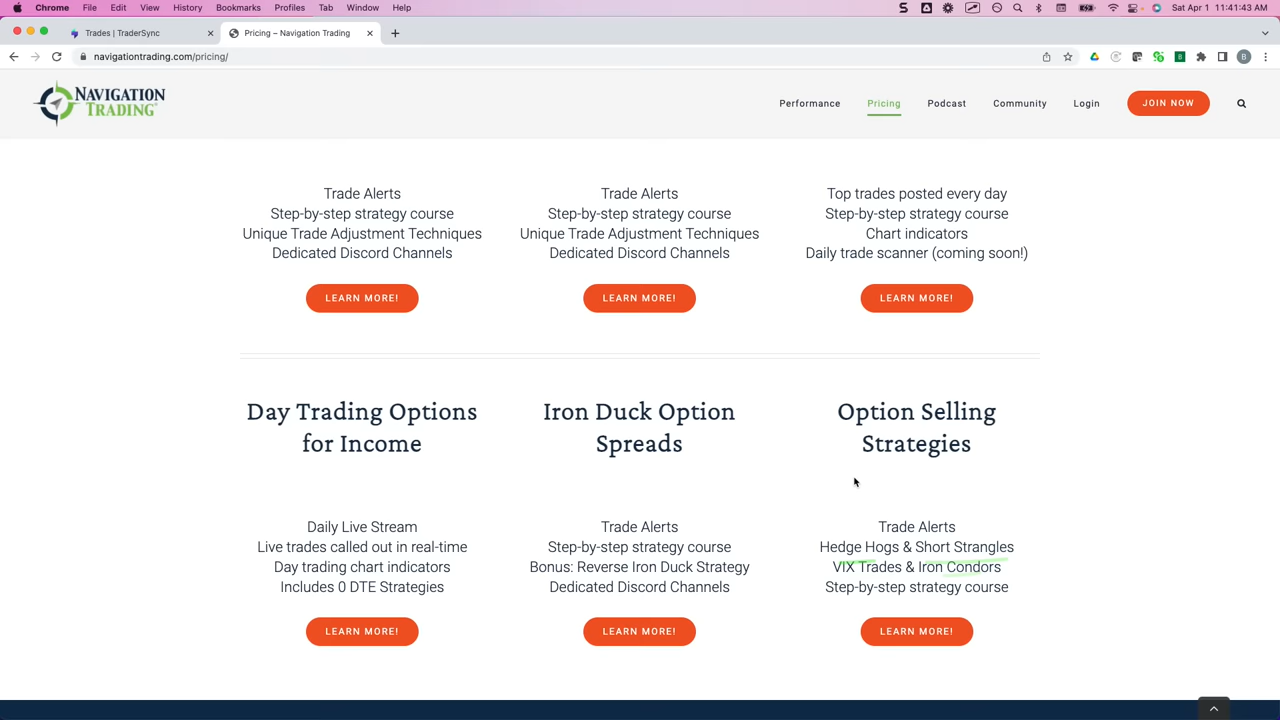 Chrome File Edit View History Bookmarks Profiles Tab Window Help Sat Apr 1 11:41:43 AM
Trades | TraderSync
Pricing – Navigation Trading
navigationtrading.com/pricing/
NAVIGATION
TRADING
Performance Pricing Podcast Community Login JOIN NOW
Trade Alerts
Step-by-step strategy course
Unique Trade Adjustment Techniques
Dedicated Discord Channels
LEARN MORE!
Trade Alerts
Step-by-step strategy course
Unique Trade Adjustment Techniques
Dedicated Discord Channels
LEARN MORE!
Top trades posted every day
Step-by-step strategy course
Chart indicators
Daily trade scanner (coming soon!)
LEARN MORE!
Day Trading Options
for Income
Daily Live Stream
Live trades called out in real-time
Day trading chart indicators
Includes 0 DTE Strategies
LEARN MORE!
Iron Duck Option
Spreads
Trade Alerts
Step-by-step strategy course
Bonus: Reverse Iron Duck Strategy
Dedicated Discord Channels
LEARN MORE!
Option Selling
Strategies
Trade Alerts
Hedge Hogs & Short Strangles
VIX Trades & Iron Condors
Step-by-step strategy course
LEARN MORE!